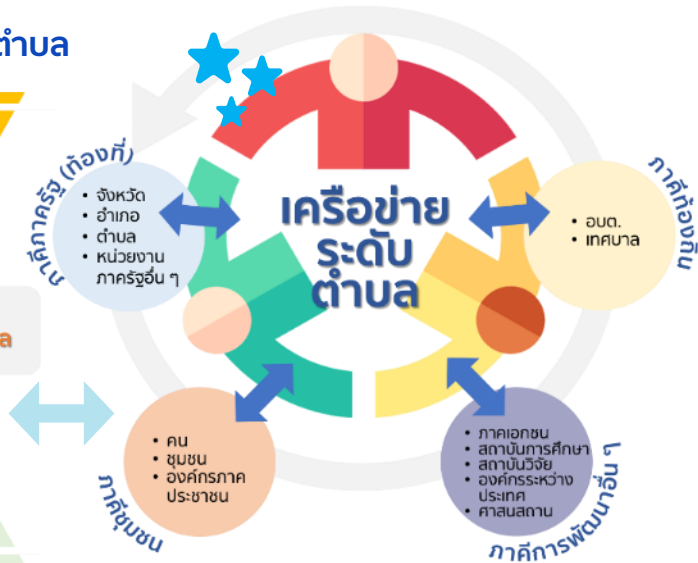 ตำบล
ภาคีภาครัฐ (ท้องที่)
• จังหวัด
• อำเภอ
• ตำบล
• หน่วยงาน
ภาครัฐอื่น ๆ
เครือข่าย
ระดับ
ตำบล
ภาคีท้องถิ่น
• อบต.
• เทศบาล
ล
• คน
• ชุมชน
• องค์กรภาค
ประชาชน
ภาคีชุมชน
• ภาคเอกชน
• สถาบันการศึกษา
• สถาบันวิจัย
• องค์กรระหว่าง
ประเทศ
• ศาสนสถาน
ภาคีการพัฒนาอื่น ๆ